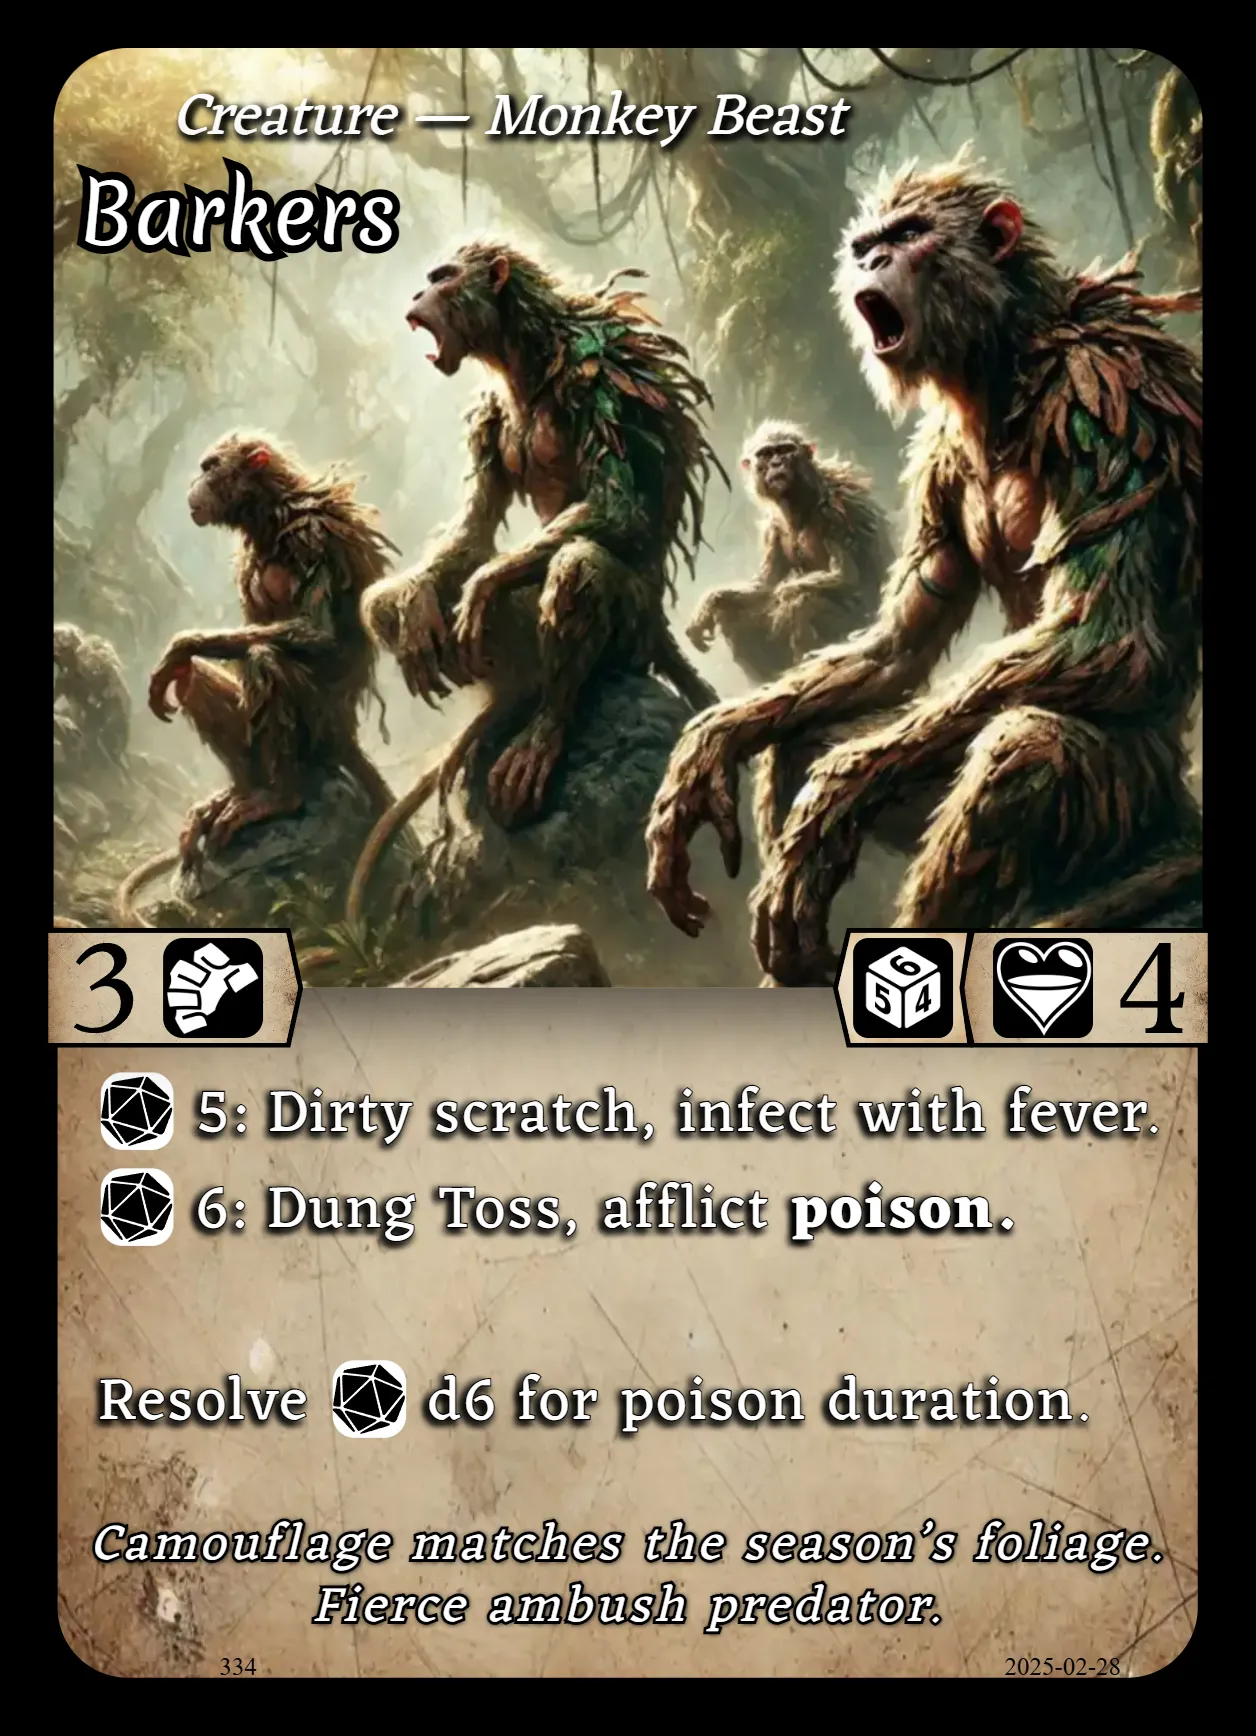 Creature — Monkey Beast
Barkers
3
6 5 4
4
5: Dirty scratch, infect with fever.
6: Dung Toss, afflict poison.
Resolve d6 for poison duration.
Camouflage matches the season’s foliage.
Fierce ambush predator.
334
2025-02-28